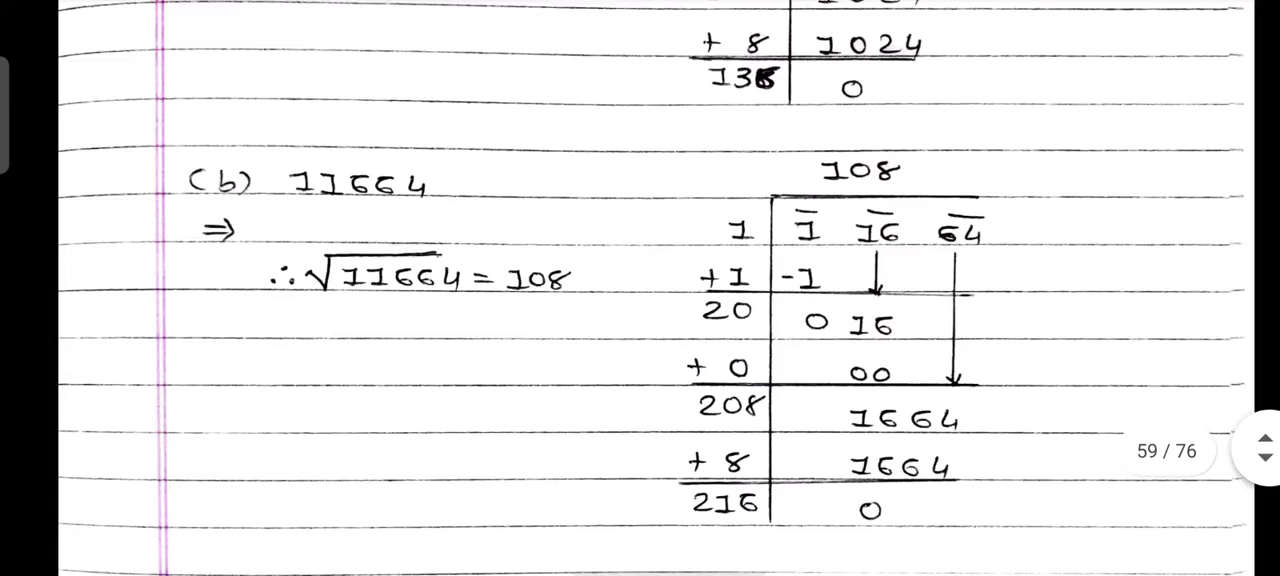 + 8 1024
136 0
(b) 11664
108
⇒ 1 1 16 64
∴ √11664 = 108 +1 -1
20 0 16
+ 0 00
208 1664
+ 8 1664
216 0
59 / 76